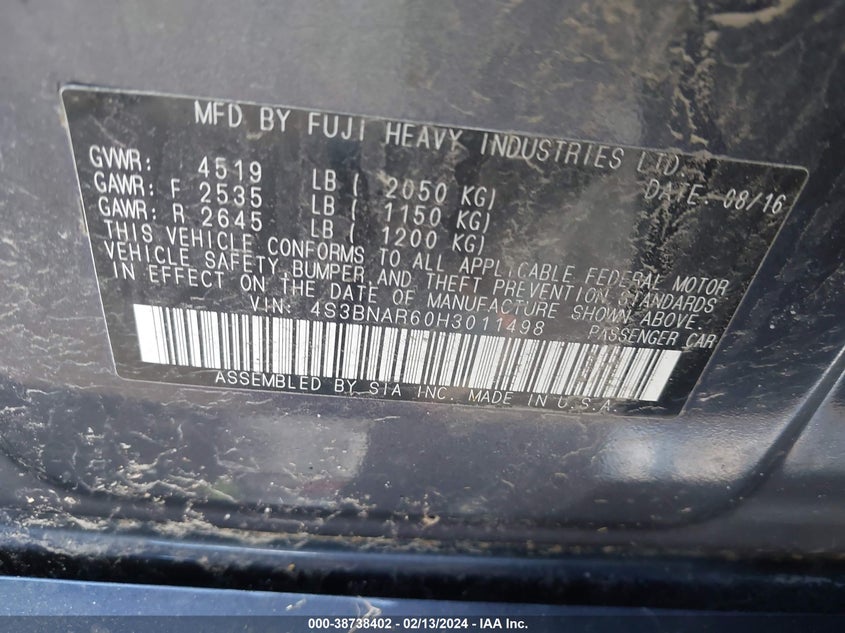 MFD BY FUJI HEAVY INDUSTRIES LTD.
GVWR: 4519 LB ( 2050 KG) DATE: 08/16
GAWR: F 2535 LB ( 1150 KG)
GAWR: R 2645 LB ( 1200 KG)
THIS VEHICLE CONFORMS TO ALL APPLICABLE FEDERAL MOTOR
VEHICLE SAFETY, BUMPER AND THEFT PREVENTION STANDARDS
IN EFFECT ON THE DATE OF MANUFACTURE SHOWN ABOVE.
VIN: 4S3BNAR60H3011498 PASSENGER CAR
ASSEMBLED BY SIA INC. MADE IN U.S.A.
000-38738402 - 02/13/2024 - IAA Inc.